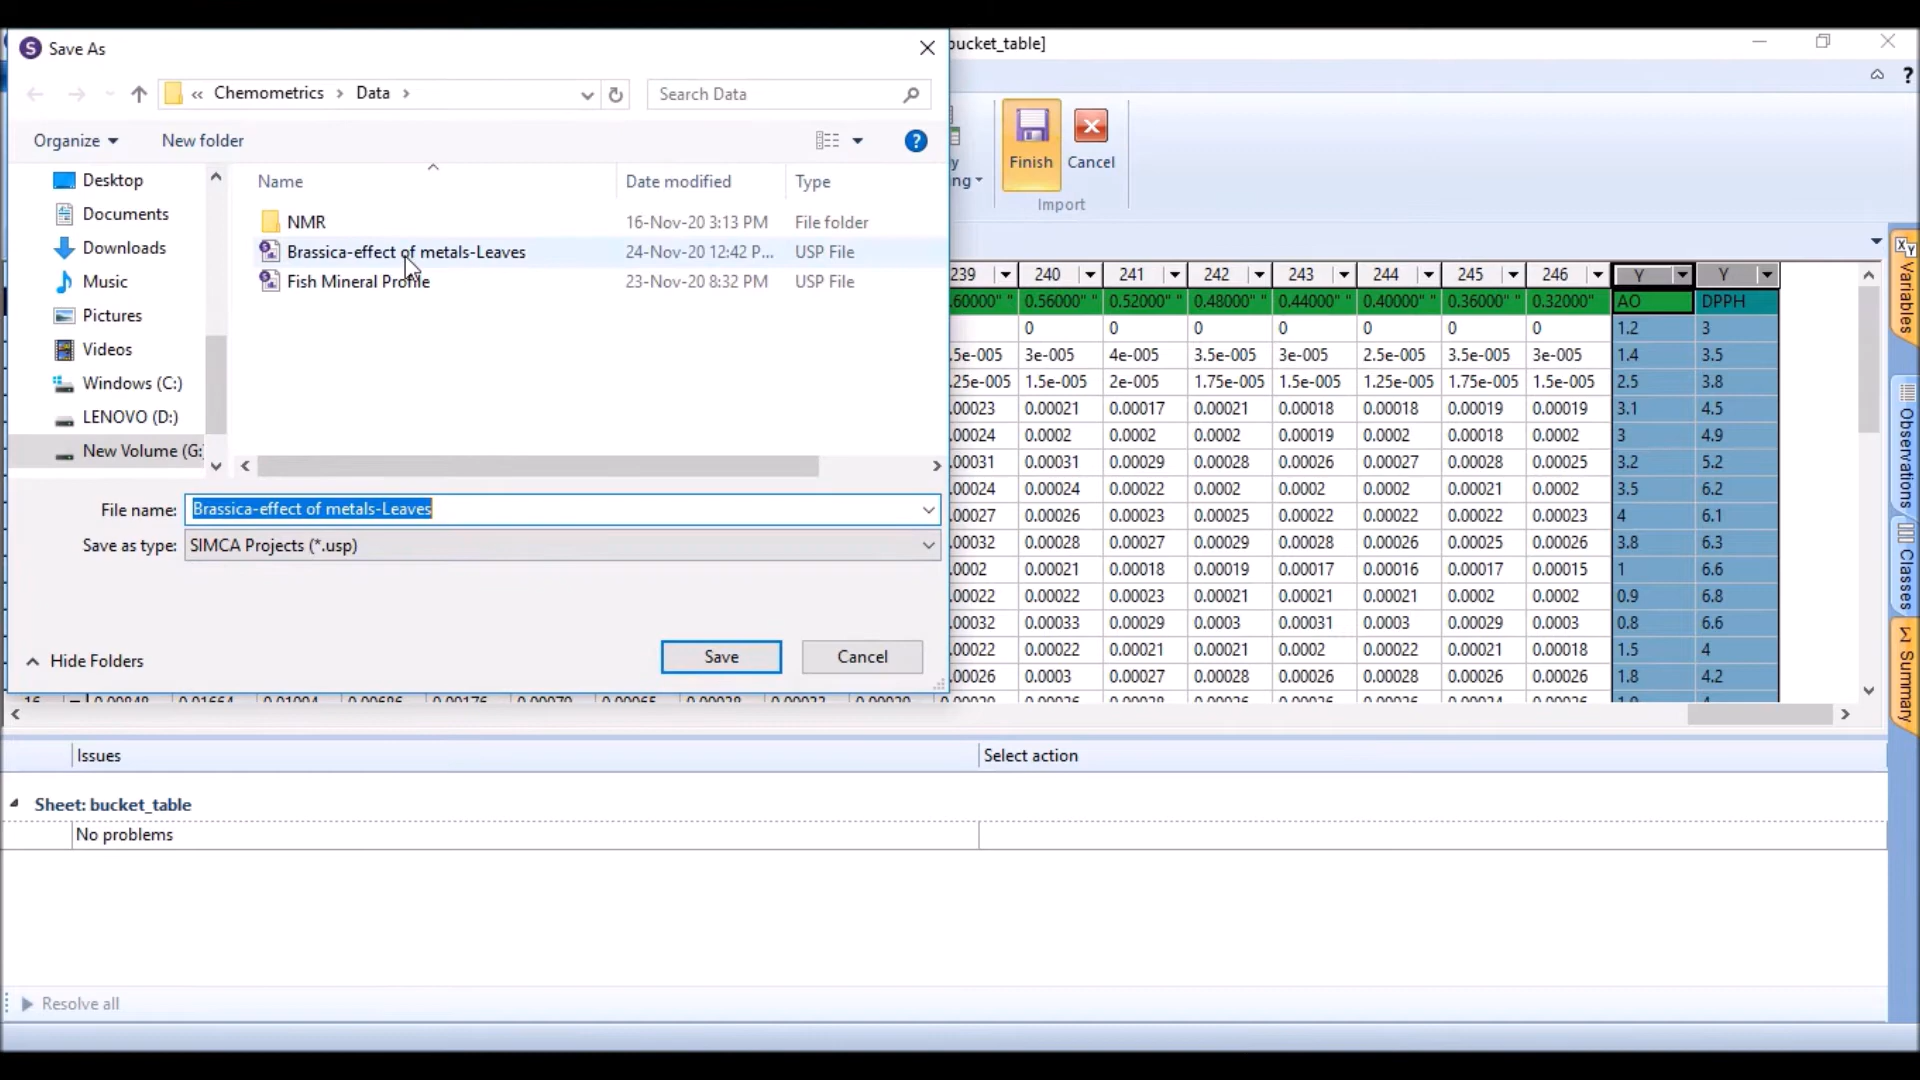 Save As
bucket_table]
« Chemometrics › Data ›
Search Data
Organize
New folder
Finish
Cancel
Import
Desktop
Documents
Downloads
Music
Pictures
Videos
Windows (C:)
LENOVO (D:)
New Volume (G:
Name Date modified Type
NMR 16-Nov-20 3:13 PM File folder
Brassica-effect of metals-Leaves 24-Nov-20 12:42 P... USP File
Fish Mineral Profile 23-Nov-20 8:32 PM USP File
File name: Brassica-effect of metals-Leaves
Save as type: SIMCA Projects (*.usp)
Hide Folders
Save
Cancel
239 240 241 242 243 244 245 246 Y Y
.60000" " 0.56000" " 0.52000" " 0.48000" " 0.44000" " 0.40000" " 0.36000" " 0.32000" AO DPPH
0 0 0 0 0 0 0 1.2 3
.5e-005 3e-005 4e-005 3.5e-005 3e-005 2.5e-005 3.5e-005 3e-005 1.4 3.5
.25e-005 1.5e-005 2e-005 1.75e-005 1.5e-005 1.25e-005 1.75e-005 1.5e-005 2.5 3.8
.00023 0.00021 0.00017 0.00021 0.00018 0.00018 0.00019 0.00019 3.1 4.5
.00024 0.0002 0.0002 0.0002 0.00019 0.0002 0.00018 0.0002 3 4.9
.00031 0.00031 0.00029 0.00028 0.00026 0.00027 0.00028 0.00025 3.2 5.2
.00024 0.00024 0.00022 0.0002 0.0002 0.0002 0.00021 0.0002 3.5 6.2
.00027 0.00026 0.00023 0.00025 0.00022 0.00022 0.00022 0.00022 4 6.1
.00032 0.00028 0.00027 0.00029 0.00028 0.00026 0.00025 0.00026 3.8 6.3
.0002 0.00021 0.00018 0.00019 0.00017 0.00016 0.00017 0.00015 1 6.6
.00022 0.00022 0.00023 0.00021 0.00021 0.00021 0.0002 0.0002 0.9 6.8
.00032 0.00033 0.00029 0.0003 0.00031 0.0003 0.00029 0.0003 0.8 6.6
.00022 0.00022 0.00021 0.00021 0.0002 0.00022 0.00021 0.00018 1.5 4
.00026 0.0003 0.00027 0.00028 0.00026 0.00028 0.00026 0.00026 1.8 4.2
Variables
Observations
Classes
Σ Summary
Issues
Select action
Sheet: bucket_table
No problems
Resolve all